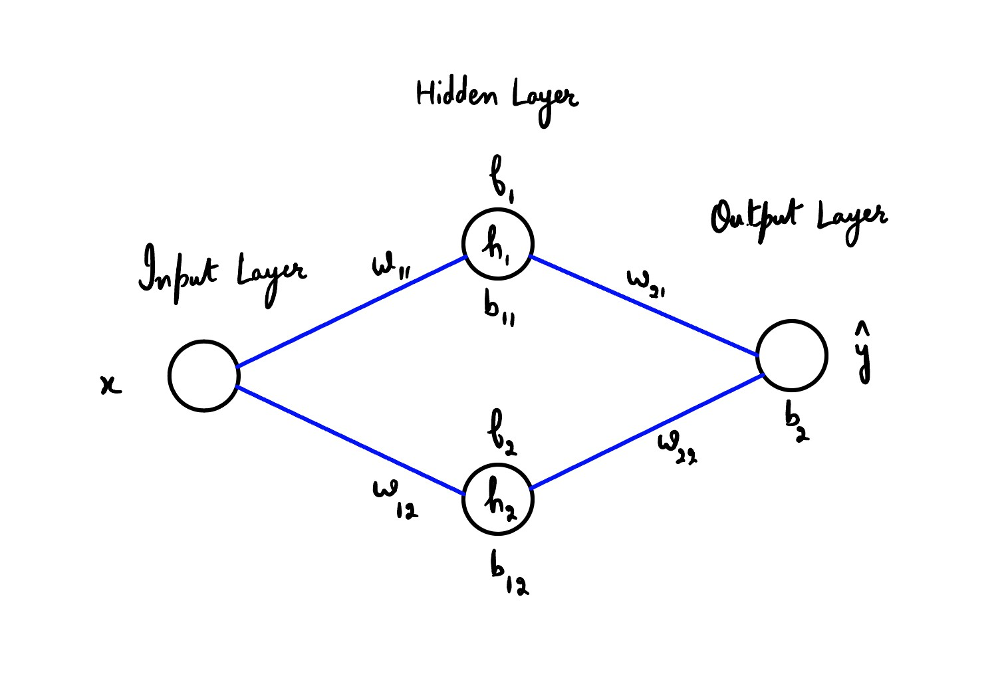 Hidden Layer
f₁
Output Layer
h₁
Input Layer
w₁₁
w₂₁
b₁₁
ŷ
x
b₂
f₂
w₂₂
w₁₂
h₂
b₁₂